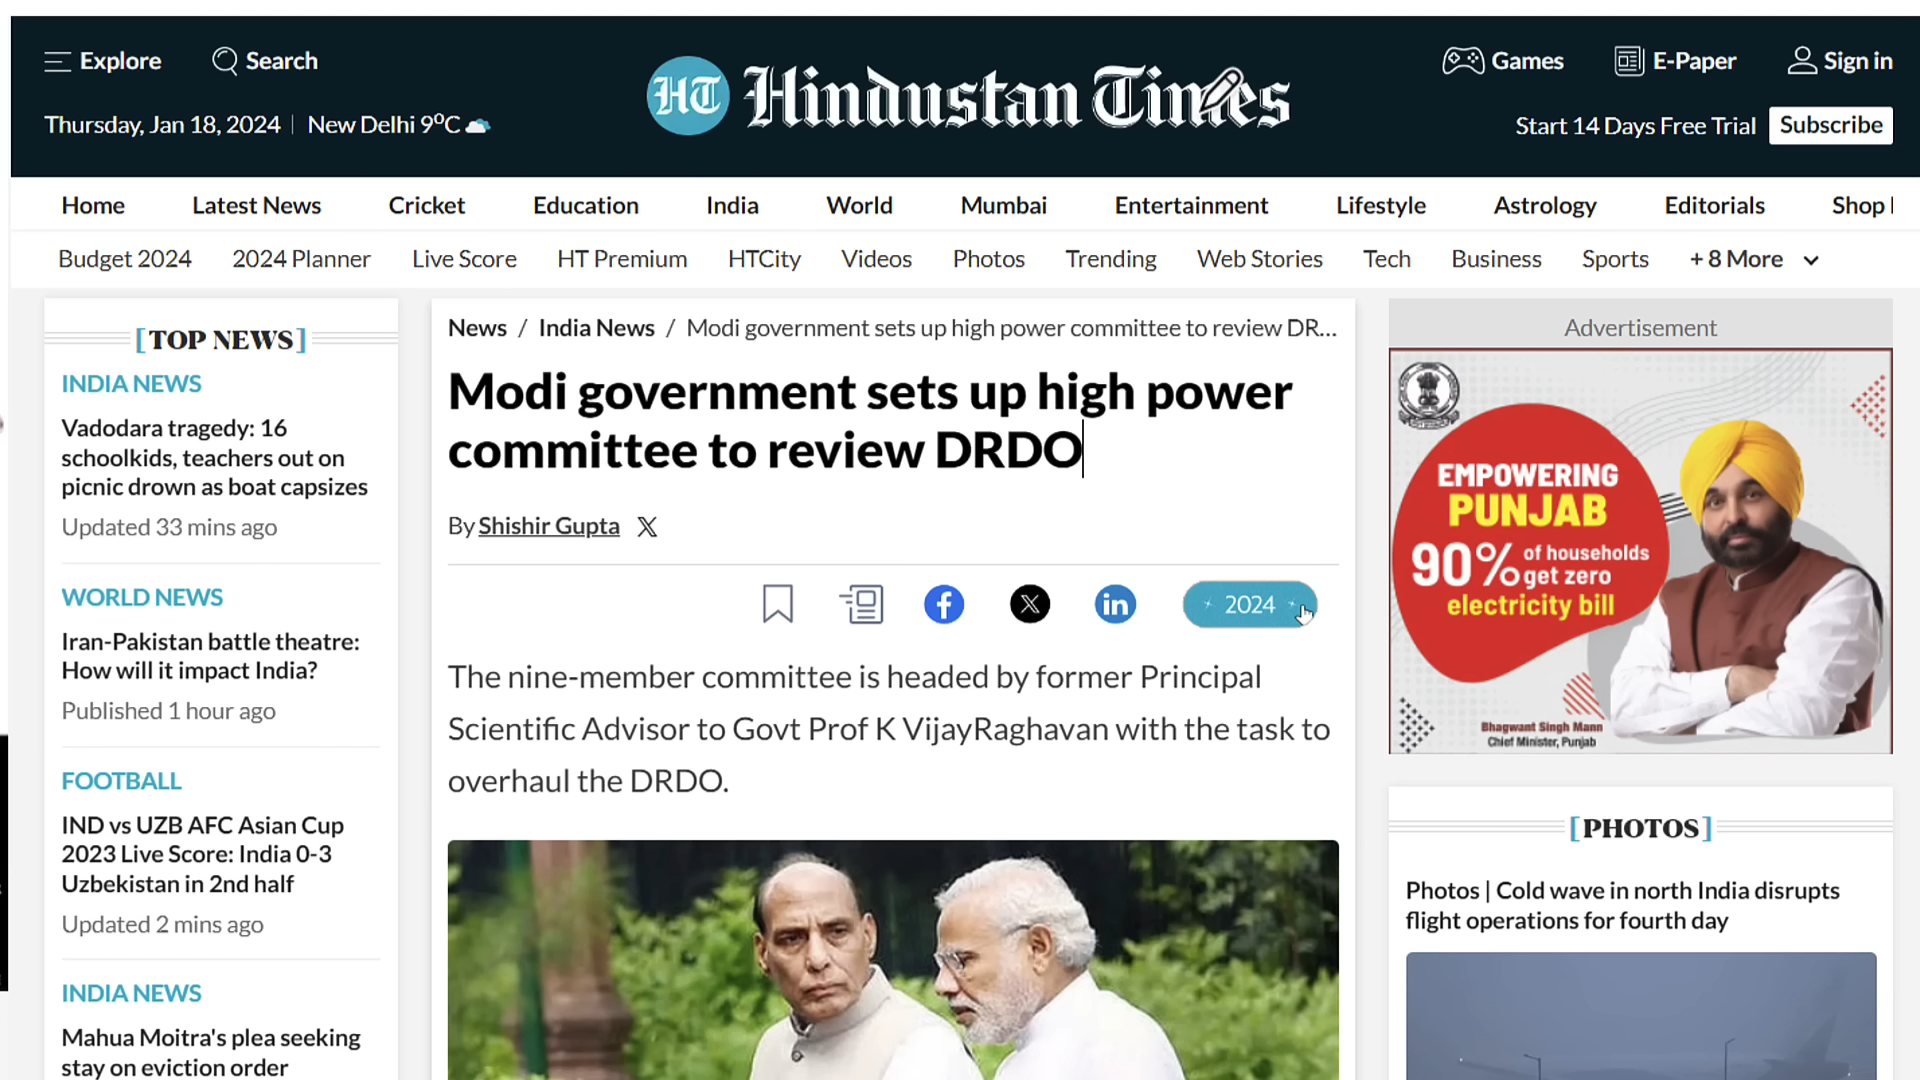 Explore
Search
HT Hindustan Times
Games
E-Paper
Sign in
Thursday, Jan 18, 2024
New Delhi 9°C
Start 14 Days Free Trial
Subscribe
Home
Latest News
Cricket
Education
India
World
Mumbai
Entertainment
Lifestyle
Astrology
Editorials
Shop
Budget 2024
2024 Planner
Live Score
HT Premium
HTCity
Videos
Photos
Trending
Web Stories
Tech
Business
Sports
+ 8 More
[TOP NEWS]
INDIA NEWS
Vadodara tragedy: 16
schoolkids, teachers out on
picnic drown as boat capsizes
Updated 33 mins ago
WORLD NEWS
Iran-Pakistan battle theatre:
How will it impact India?
Published 1 hour ago
FOOTBALL
IND vs UZB AFC Asian Cup
2023 Live Score: India 0-3
Uzbekistan in 2nd half
Updated 2 mins ago
INDIA NEWS
Mahua Moitra's plea seeking
stay on eviction order
News / India News / Modi government sets up high power committee to review DR...
Modi government sets up high power
committee to review DRDO
By Shishir Gupta X
f
X
in
2024
The nine-member committee is headed by former Principal
Scientific Advisor to Govt Prof K VijayRaghavan with the task to
overhaul the DRDO.
Advertisement
EMPOWERING
PUNJAB
90% of households
get zero
electricity bill
Bhagwant Singh Mann
Chief Minister, Punjab
[PHOTOS]
Photos | Cold wave in north India disrupts
flight operations for fourth day